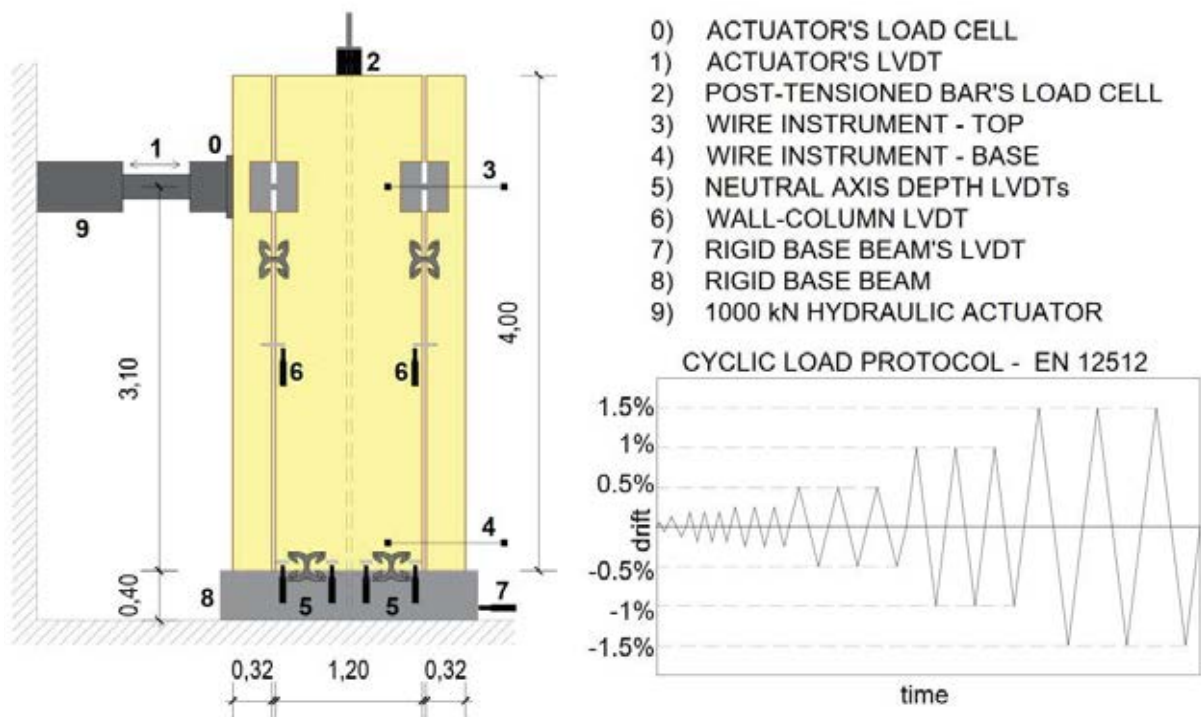 2
0
1
9
3
6
6
4
5
5
8
7
3,10
4,00
0,40
0,32
1,20
0,32
0) ACTUATOR'S LOAD CELL
1) ACTUATOR'S LVDT
2) POST-TENSIONED BAR'S LOAD CELL
3) WIRE INSTRUMENT - TOP
4) WIRE INSTRUMENT - BASE
5) NEUTRAL AXIS DEPTH LVDTs
6) WALL-COLUMN LVDT
7) RIGID BASE BEAM'S LVDT
8) RIGID BASE BEAM
9) 1000 kN HYDRAULIC ACTUATOR
CYCLIC LOAD PROTOCOL - EN 12512
1.5%
1%
0.5%
drift
-0.5%
-1%
-1.5%
time